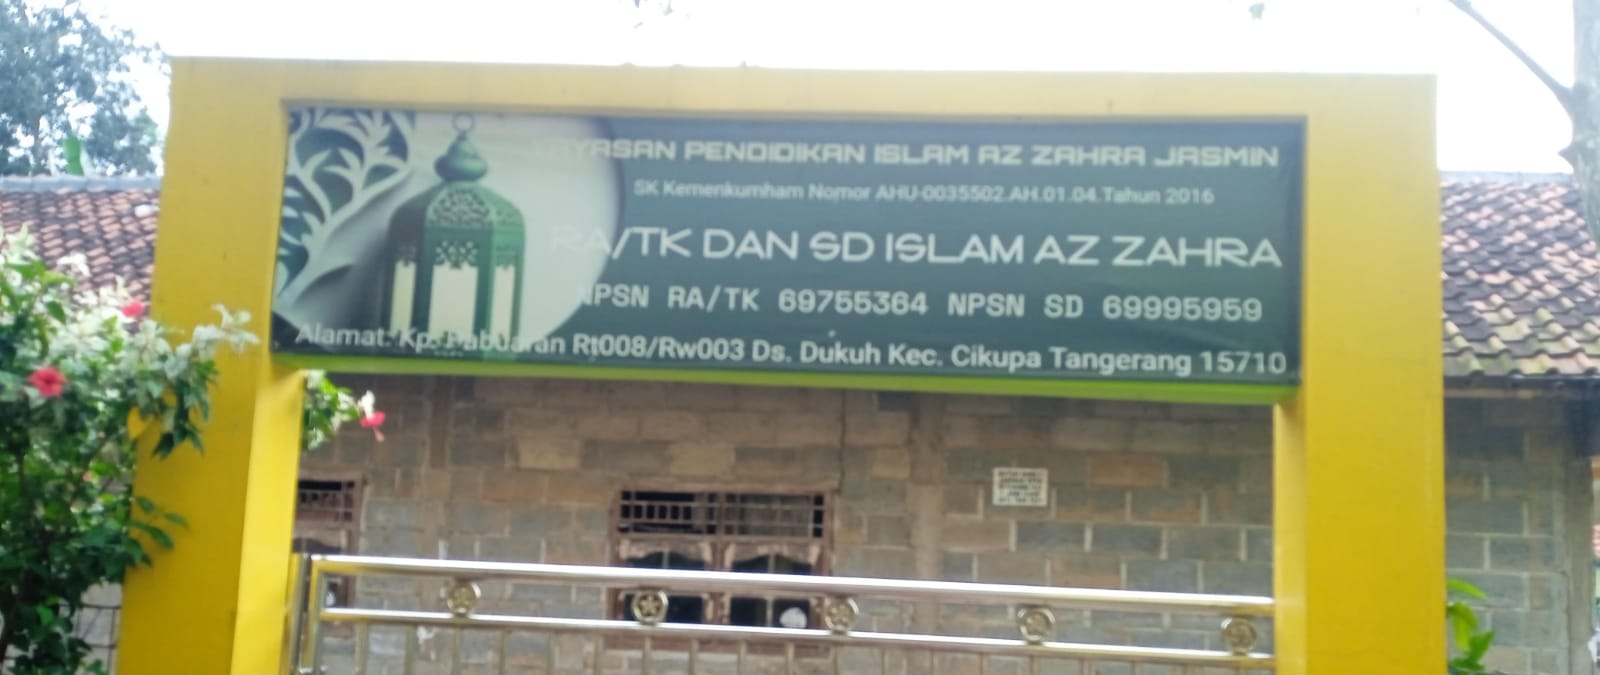 YAYASAN PENDIDIKAN ISLAM AZ ZAHRA JASMIN
SK Kemenkumham Nomor AHU-0035502.AH.01.04.Tahun 2016
RA/TK DAN SD ISLAM AZ ZAHRA
NPSN RA/TK 69755364 NPSN SD 69995959
Alamat: Kp. Pabuaran Rt008/Rw003 Ds. Dukuh Kec. Cikupa Tangerang 15710